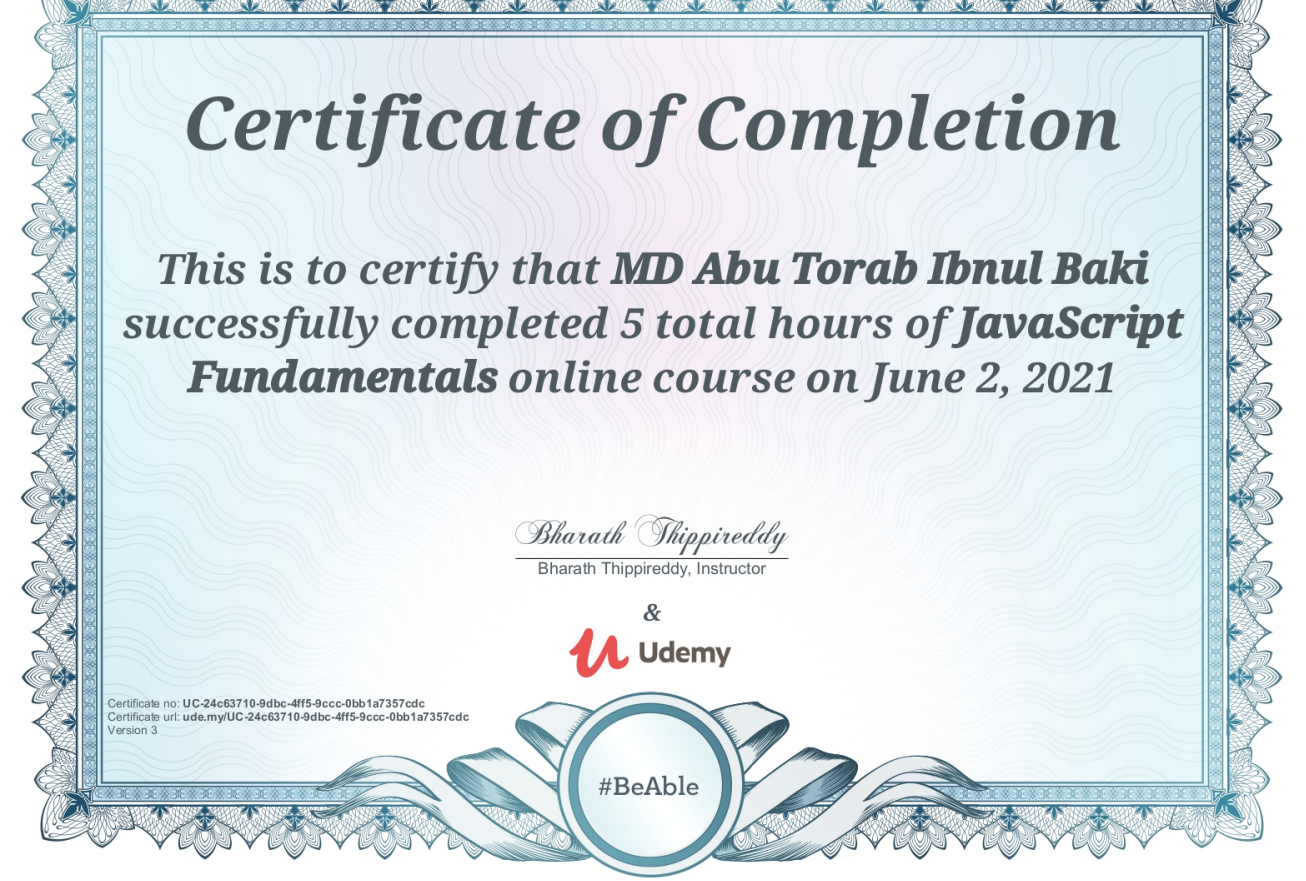 Certificate of Completion
This is to certify that MD Abu Torab Ibnul Baki
successfully completed 5 total hours of JavaScript
Fundamentals online course on June 2, 2021
Bharath Thippireddy
Bharath Thippireddy, Instructor
&
Udemy
Certificate no: UC-24c63710-9dbc-4ff5-9ccc-0bb1a7357cdc
Certificate url: ude.my/UC-24c63710-9dbc-4ff5-9ccc-0bb1a7357cdc
Version 3
#BeAble